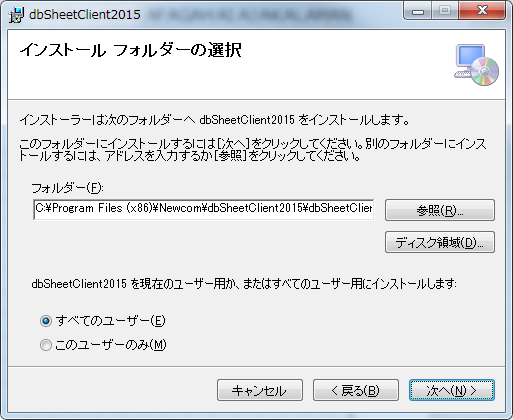 dbSheetClient2015
インストール フォルダーの選択
インストーラーは次のフォルダーへ dbSheetClient2015 をインストールします。
このフォルダーにインストールするには[次へ]をクリックしてください。別のフォルダーにインス
トールするには、アドレスを入力するか[参照]をクリックしてください。
フォルダー(F):
C:¥Program Files (x86)¥Newcom¥dbSheetClient2015¥dbSheetClien
参照(R)...
ディスク領域(D)...
dbSheetClient2015 を現在のユーザー用か、またはすべてのユーザー用にインストールします:
すべてのユーザー(E)
このユーザーのみ(M)
キャンセル
< 戻る(B)
次へ(N) >